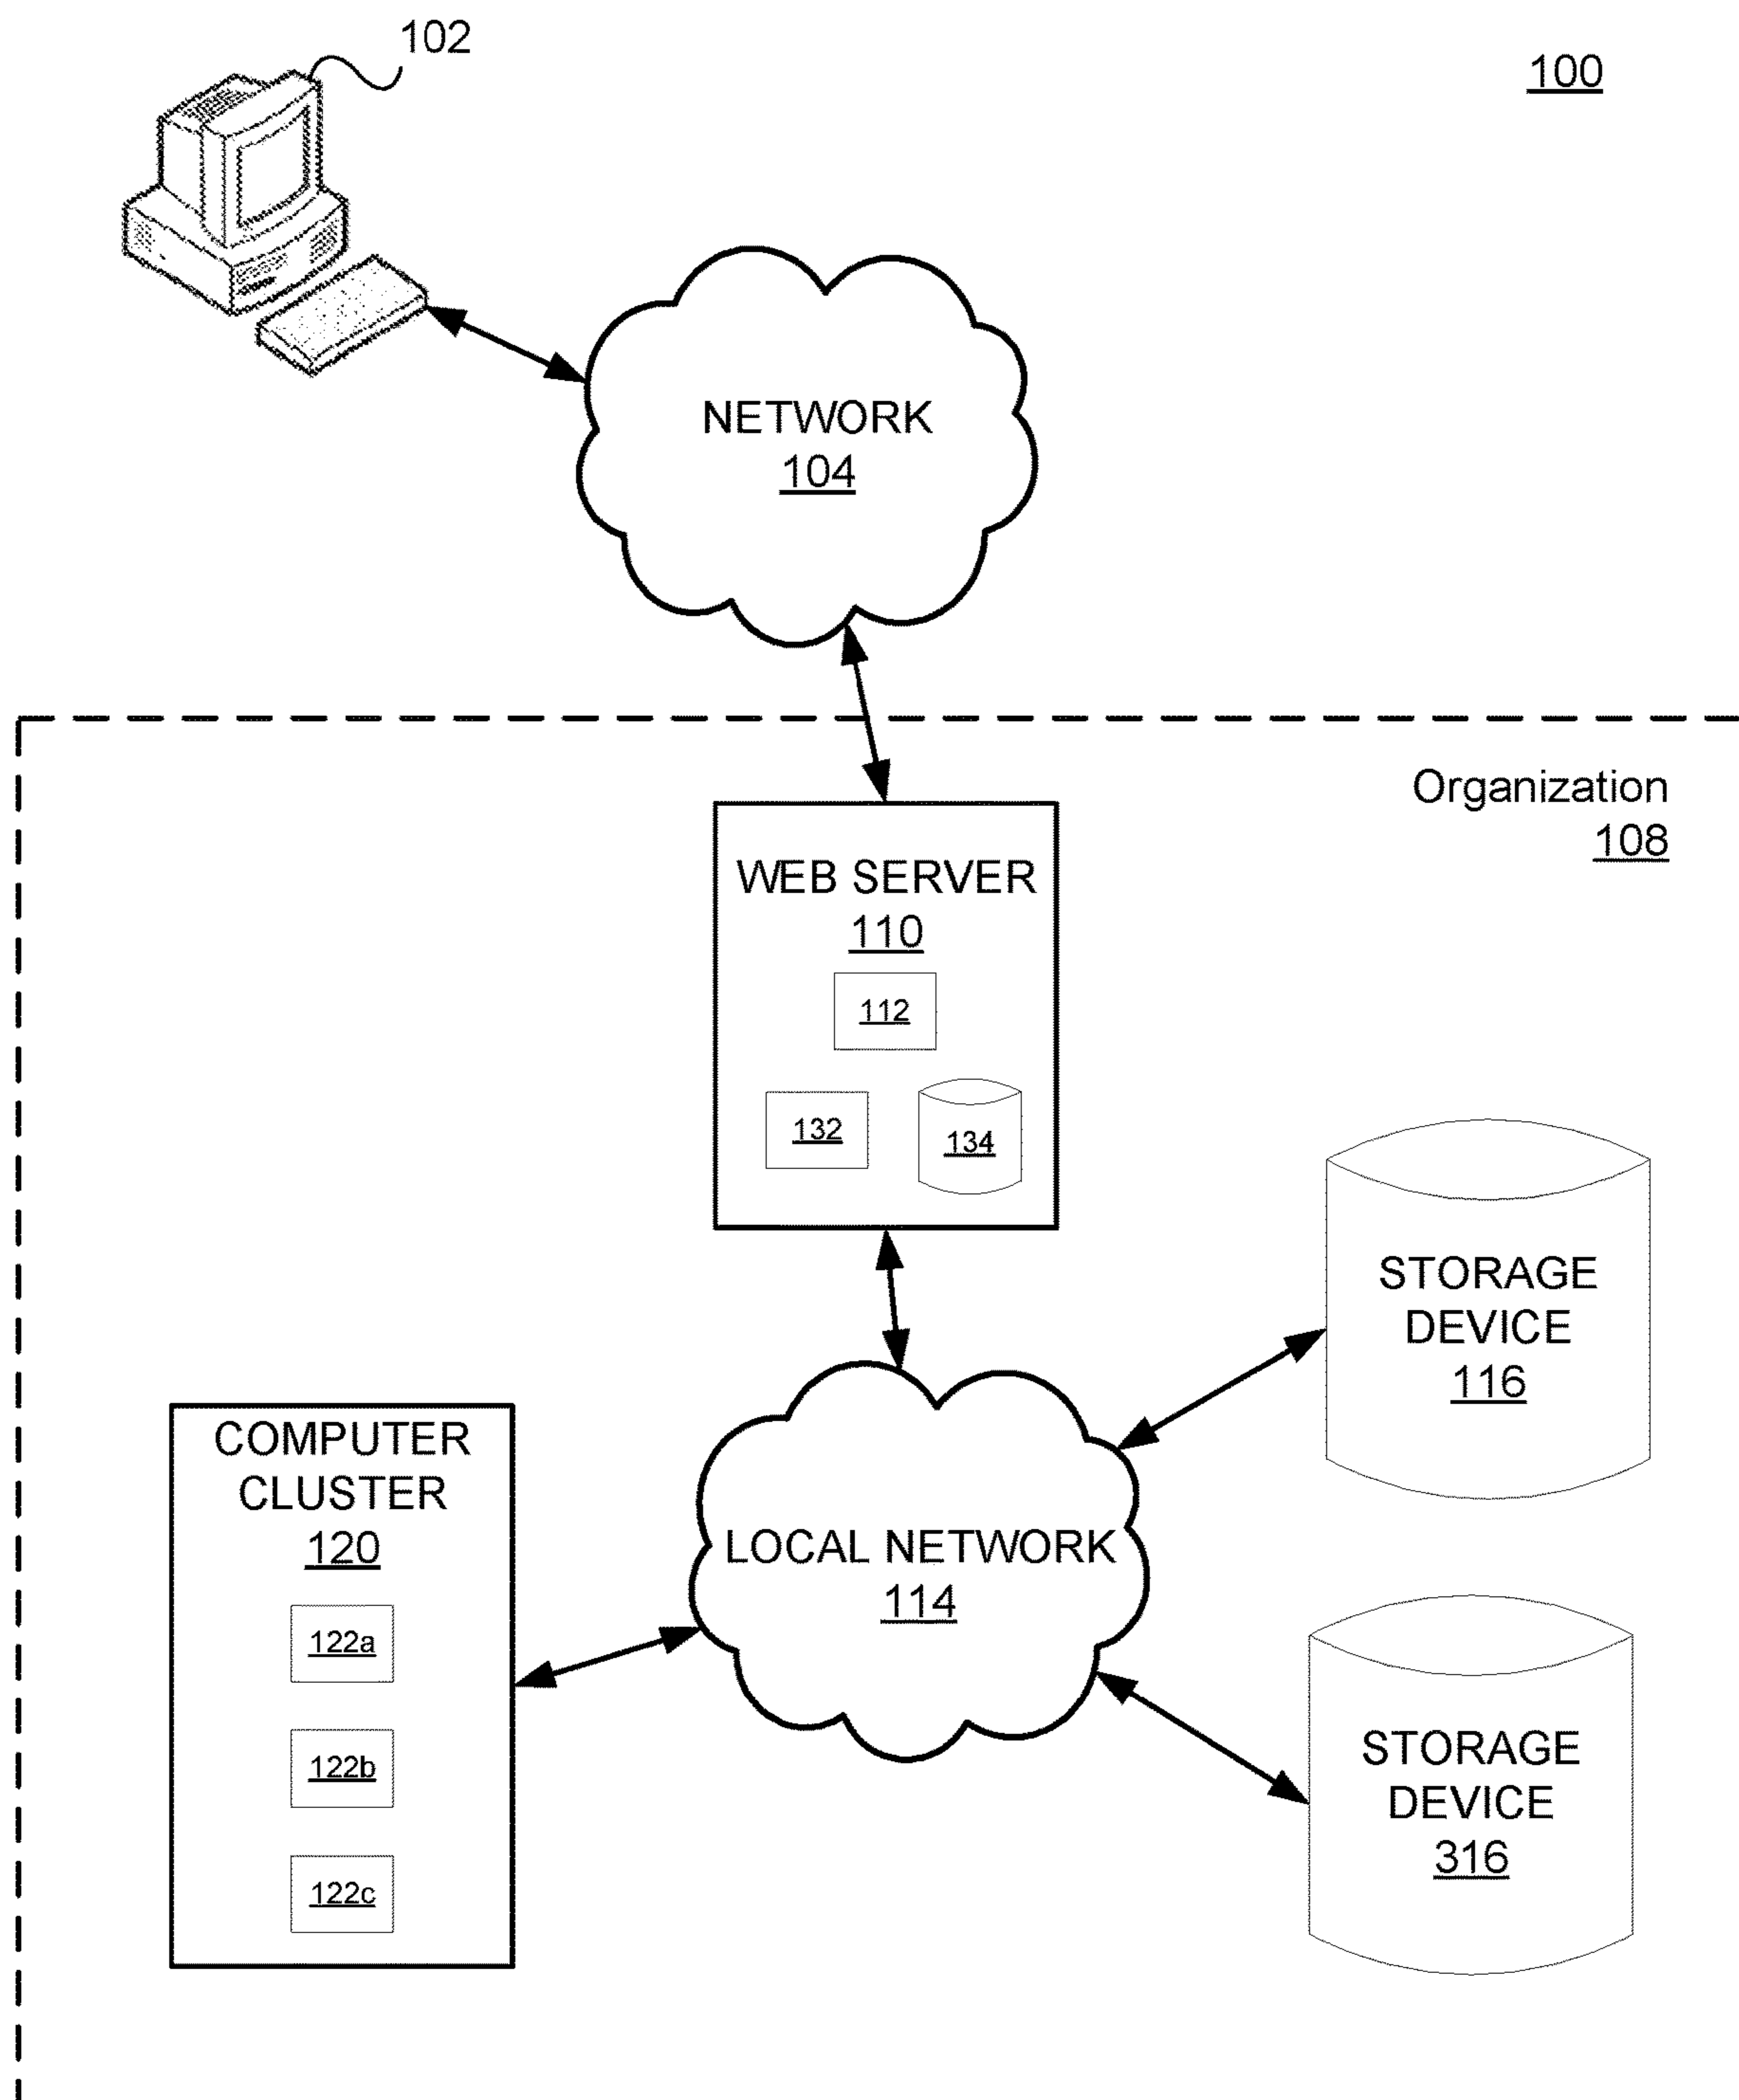 102
100
NETWORK
104
Organization
108
WEB SERVER
110
112
132
134
STORAGE
DEVICE
116
COMPUTER
CLUSTER
120
122a
122b
122c
LOCAL NETWORK
114
STORAGE
DEVICE
316